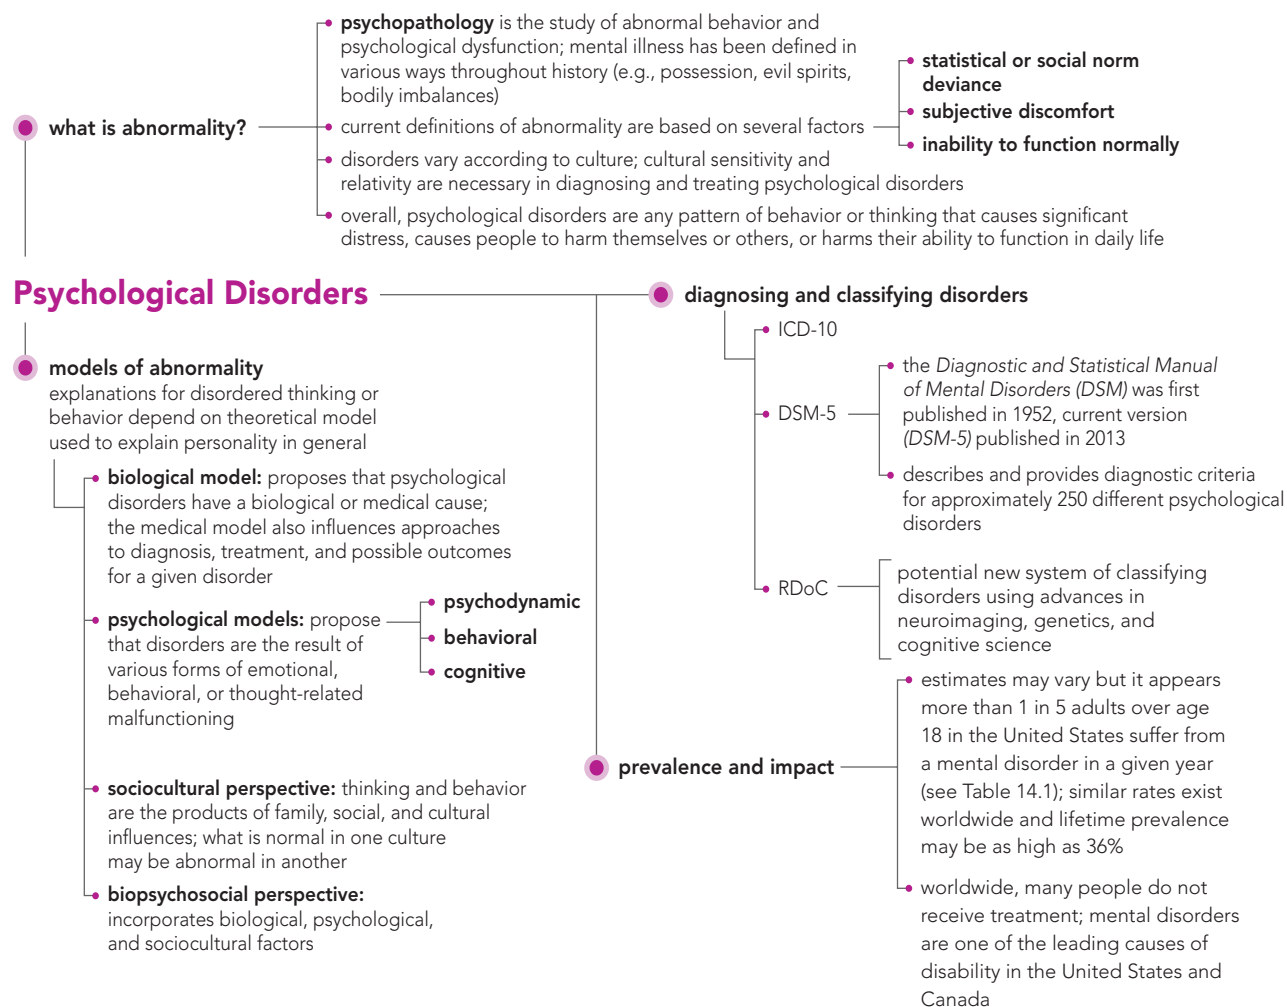 psychopathology is the study of abnormal behavior and
psychological dysfunction; mental illness has been defined in
various ways throughout history (e.g., possession, evil spirits,
bodily imbalances)
what is abnormality?
current definitions of abnormality are based on several factors
statistical or social norm
deviance
subjective discomfort
inability to function normally
disorders vary according to culture; cultural sensitivity and
relativity are necessary in diagnosing and treating psychological disorders
overall, psychological disorders are any pattern of behavior or thinking that causes significant
distress, causes people to harm themselves or others, or harms their ability to function in daily life
Psychological Disorders
models of abnormality
explanations for disordered thinking or
behavior depend on theoretical model
used to explain personality in general
biological model: proposes that psychological
disorders have a biological or medical cause;
the medical model also influences approaches
to diagnosis, treatment, and possible outcomes
for a given disorder
psychological models: propose
that disorders are the result of
various forms of emotional,
behavioral, or thought-related
malfunctioning
psychodynamic
behavioral
cognitive
sociocultural perspective: thinking and behavior
are the products of family, social, and cultural
influences; what is normal in one culture
may be abnormal in another
biopsychosocial perspective:
incorporates biological, psychological,
and sociocultural factors
diagnosing and classifying disorders
ICD-10
DSM-5
the Diagnostic and Statistical Manual
of Mental Disorders (DSM) was first
published in 1952, current version
(DSM-5) published in 2013
describes and provides diagnostic criteria
for approximately 250 different psychological
disorders
RDoC
potential new system of classifying
disorders using advances in
neuroimaging, genetics, and
cognitive science
prevalence and impact
estimates may vary but it appears
more than 1 in 5 adults over age
18 in the United States suffer from
a mental disorder in a given year
(see Table 14.1); similar rates exist
worldwide and lifetime prevalence
may be as high as 36%
worldwide, many people do not
receive treatment; mental disorders
are one of the leading causes of
disability in the United States and
Canada